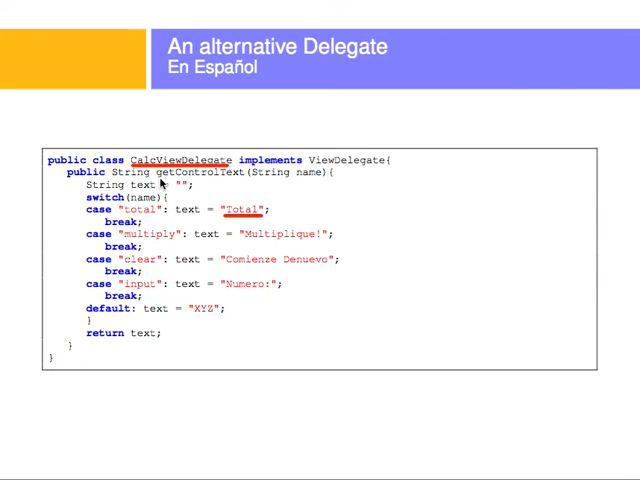 An alternative Delegate
En Español
public class CalcViewDelegate implements ViewDelegate{
public String getControlText(String name){
String text = "";
switch(name){
case "total": text = "Total";
break;
case "multiply": text = "Multiplique!";
break;
case "clear": text = "Comienze Denuevo";
break;
case "input": text = "Numero:";
break;
default: text = "XYZ";
}
return text;
}
}